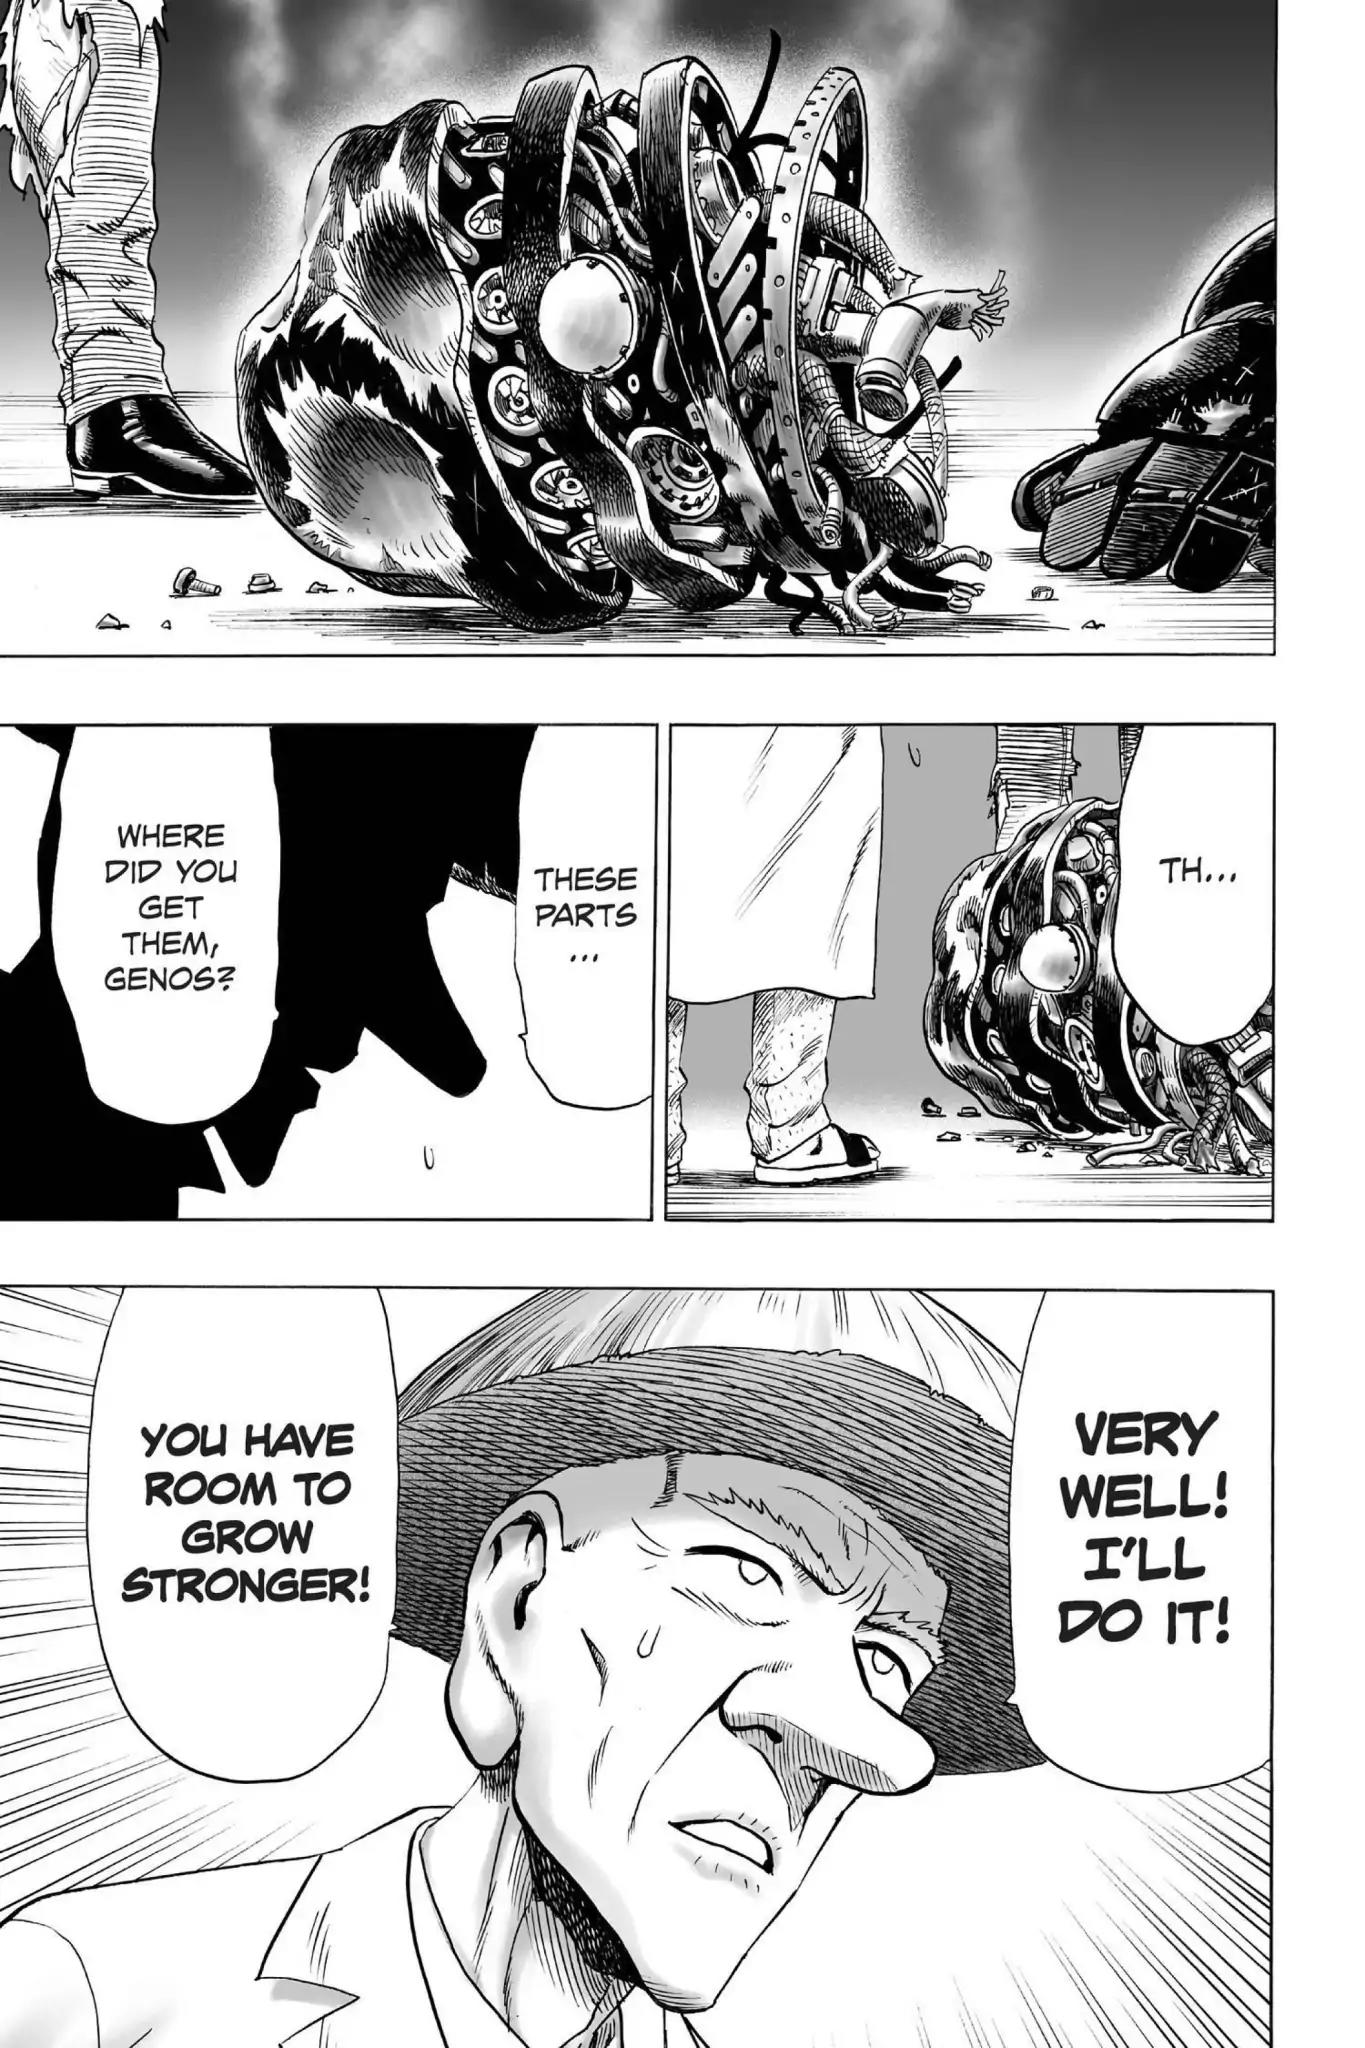 TH...
THESE
PARTS
...
WHERE
DID YOU
GET
THEM,
GENOS?
VERY
WELL!
I'LL
DO IT!
YOU HAVE
ROOM TO
GROW
STRONGER!